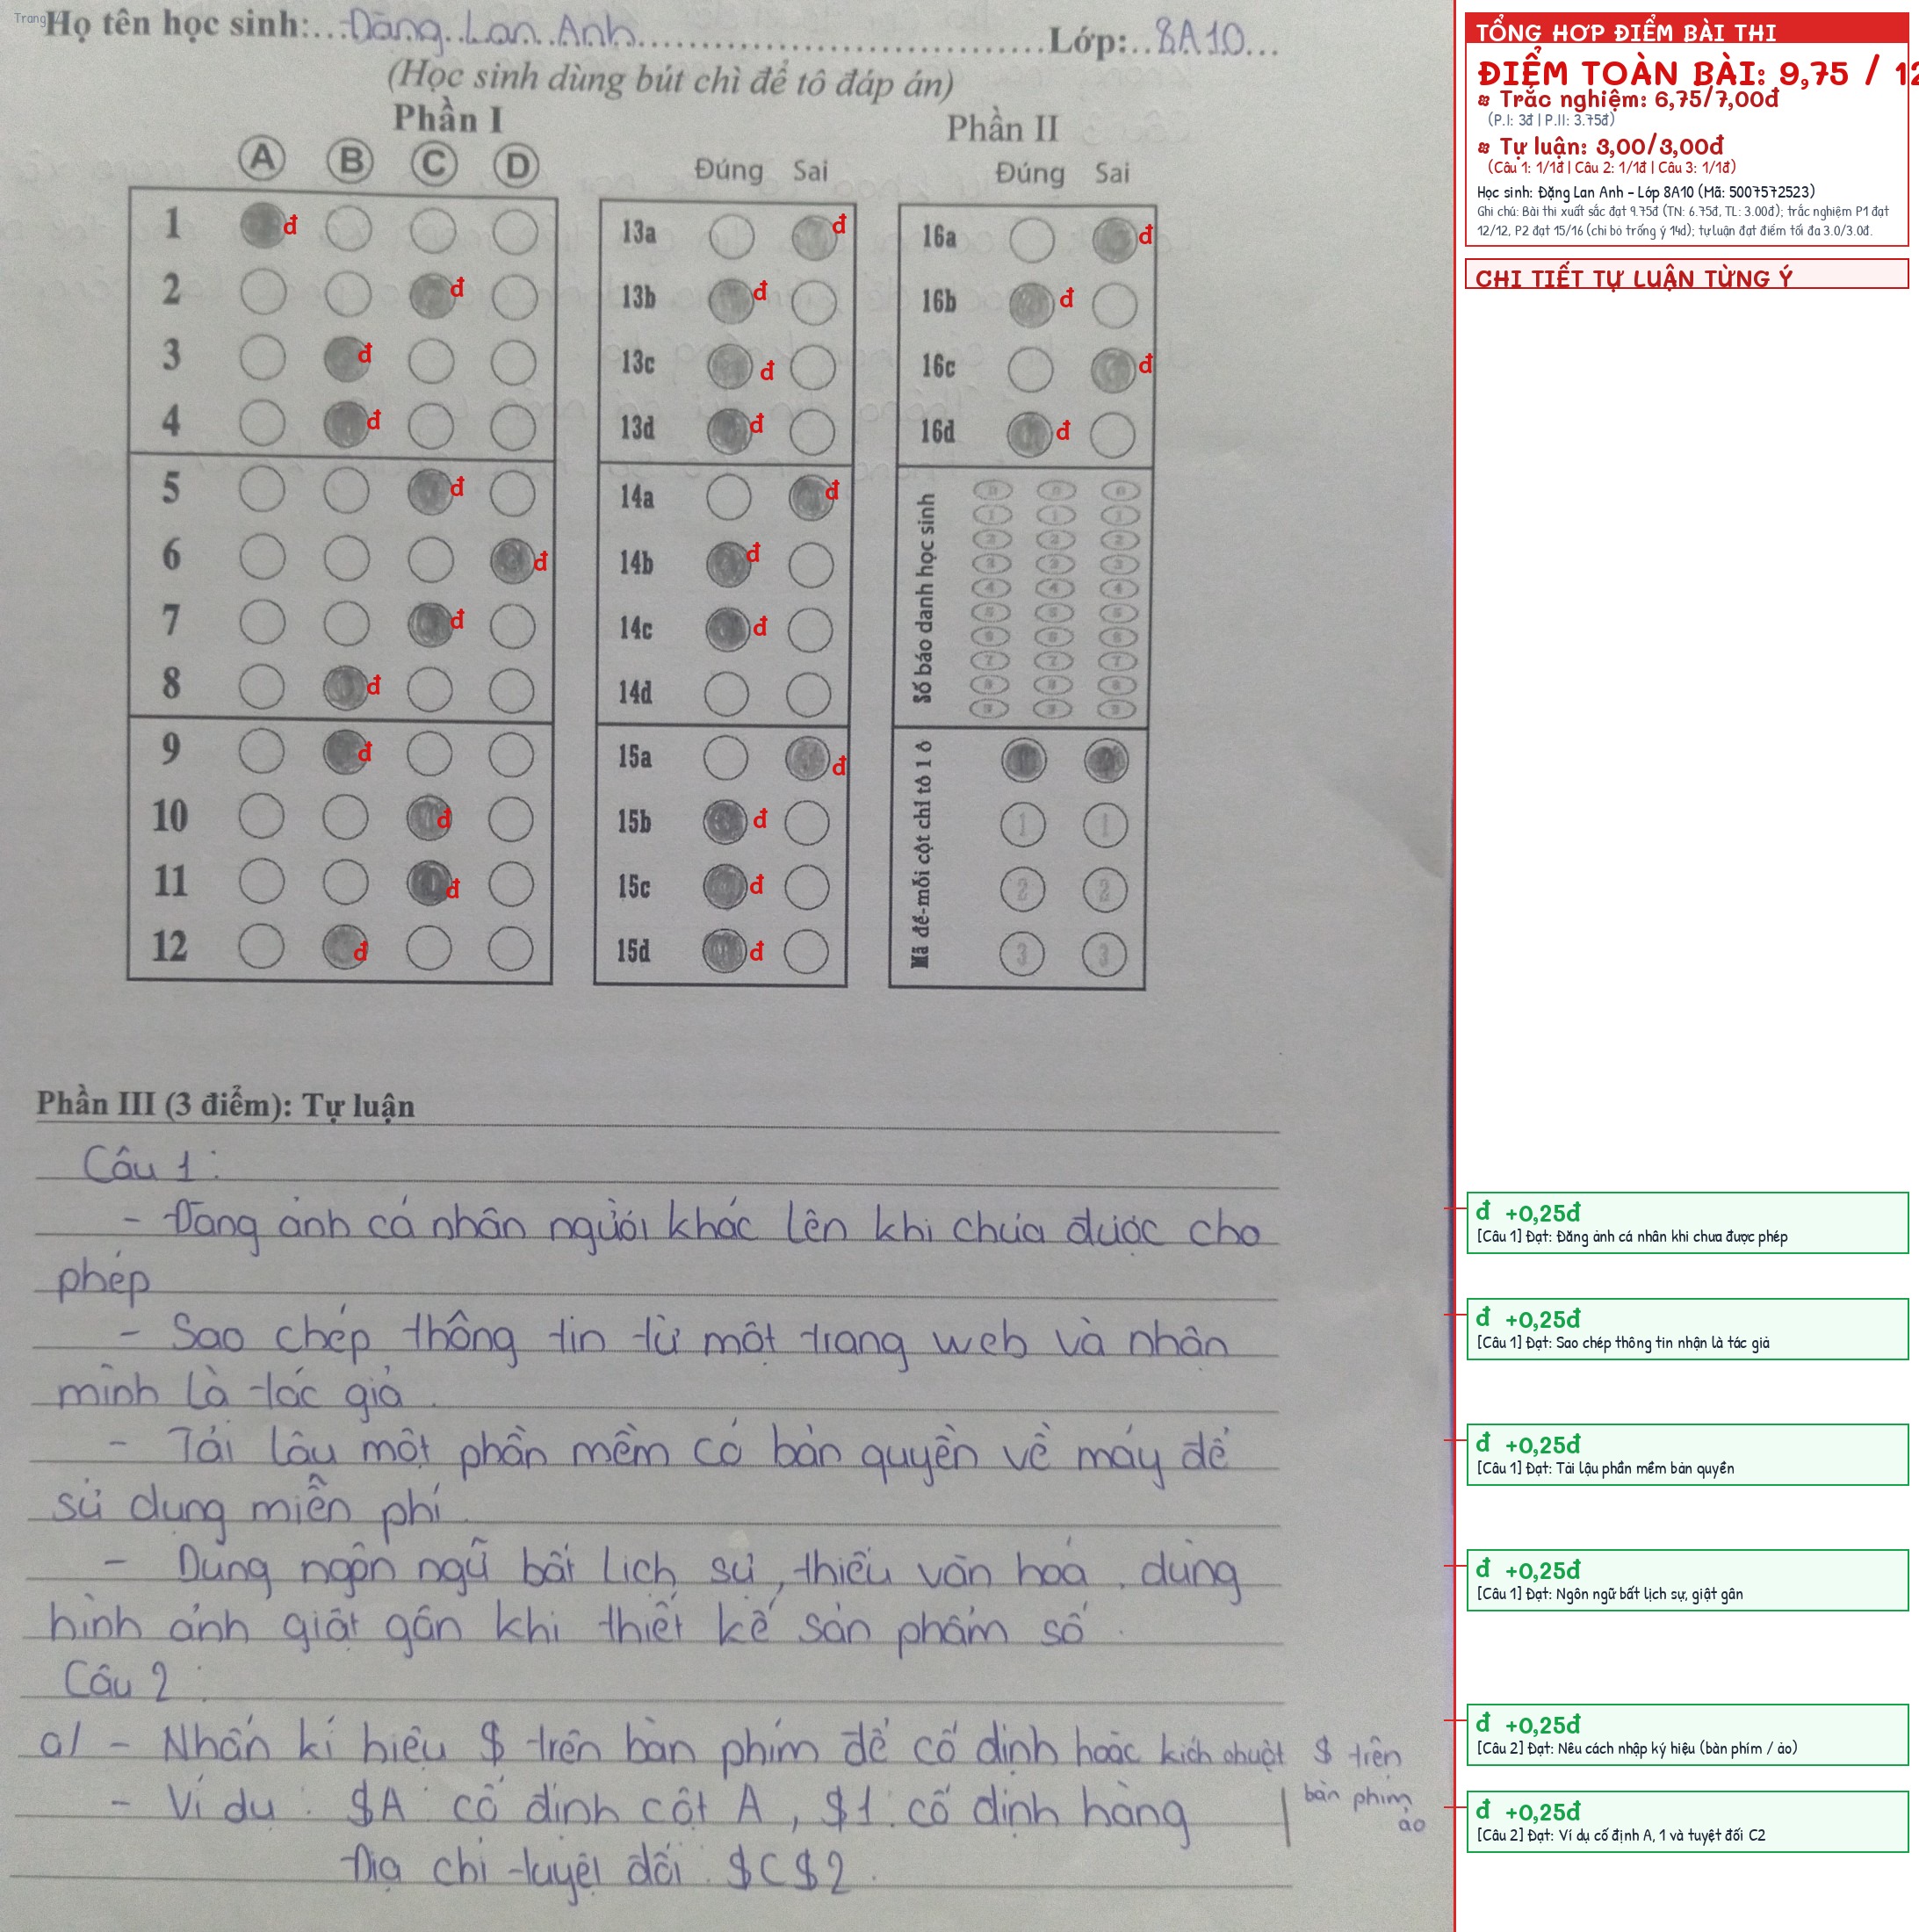 Trang 1
Họ tên học sinh:...Đặng..Lan..Anh...Lớp:..8A10...
(Học sinh dùng bút chì để tô đáp án)
Phần I
Phần II
A B C D
Đúng Sai
Đúng Sai
1 đ
2 đ
3 đ
4 đ
5 đ
6 đ
7 đ
8 đ
9 đ
10 đ
11 đ
12 đ
13a đ
13b đ
13c đ
13d đ
14a đ
14b đ
14c đ
14d
15a đ
15b đ
15c đ
15d đ
16a đ
16b đ
16c đ
16d đ
Số báo danh học sinh
Mã đề-mỗi cột chỉ tô 1 ô
1 1
2 2
3 3
Phần III (3 điểm): Tự luận
Câu 1:
- Đăng ảnh cá nhân người khác lên khi chưa được cho
phép
- Sao chép thông tin từ một trang web và nhận
mình là tác giả.
- Tải lậu một phần mềm có bản quyền về máy để
sử dụng miễn phí.
- Dùng ngôn ngữ bất lịch sự, thiếu văn hoá, dùng
hình ảnh giật gân khi thiết kế sản phẩm số.
Câu 2:
a/ - Nhấn kí hiệu $ trên bàn phím để cố định hoặc kích chuột $ trên
bàn phím
ảo
- Ví dụ: $A: cố định cột A, $1: cố định hàng
Địa chỉ tuyệt đối: $C$2.
TỔNG HỢP ĐIỂM BÀI THI
ĐIỂM TOÀN BÀI: 9,75 / 12
Trắc nghiệm: 6,75/7,00đ
(P.I: 3đ | P.II: 3.75đ)
Tự luận: 3,00/3,00đ
(Câu 1: 1/1đ | Câu 2: 1/1đ | Câu 3: 1/1đ)
Học sinh: Đặng Lan Anh - Lớp 8A10 (Mã: 5007572523)
Ghi chú: Bài thi xuất sắc đạt 9.75đ (TN: 6.75đ, TL: 3.00đ); trắc nghiệm P1 đạt
12/12, P2 đạt 15/16 (chỉ bỏ trống ý 14d); tự luận đạt điểm tối đa 3.0/3.0đ.
CHI TIẾT TỰ LUẬN TỪNG Ý
đ +0,25đ
[Câu 1] Đạt: Đăng ảnh cá nhân khi chưa được phép
đ +0,25đ
[Câu 1] Đạt: Sao chép thông tin nhận là tác giả
đ +0,25đ
[Câu 1] Đạt: Tải lậu phần mềm bản quyền
đ +0,25đ
[Câu 1] Đạt: Ngôn ngữ bất lịch sự, giật gân
đ +0,25đ
[Câu 2] Đạt: Nêu cách nhập ký hiệu (bàn phím / ảo)
đ +0,25đ
[Câu 2] Đạt: Ví dụ cố định A, 1 và tuyệt đối C2